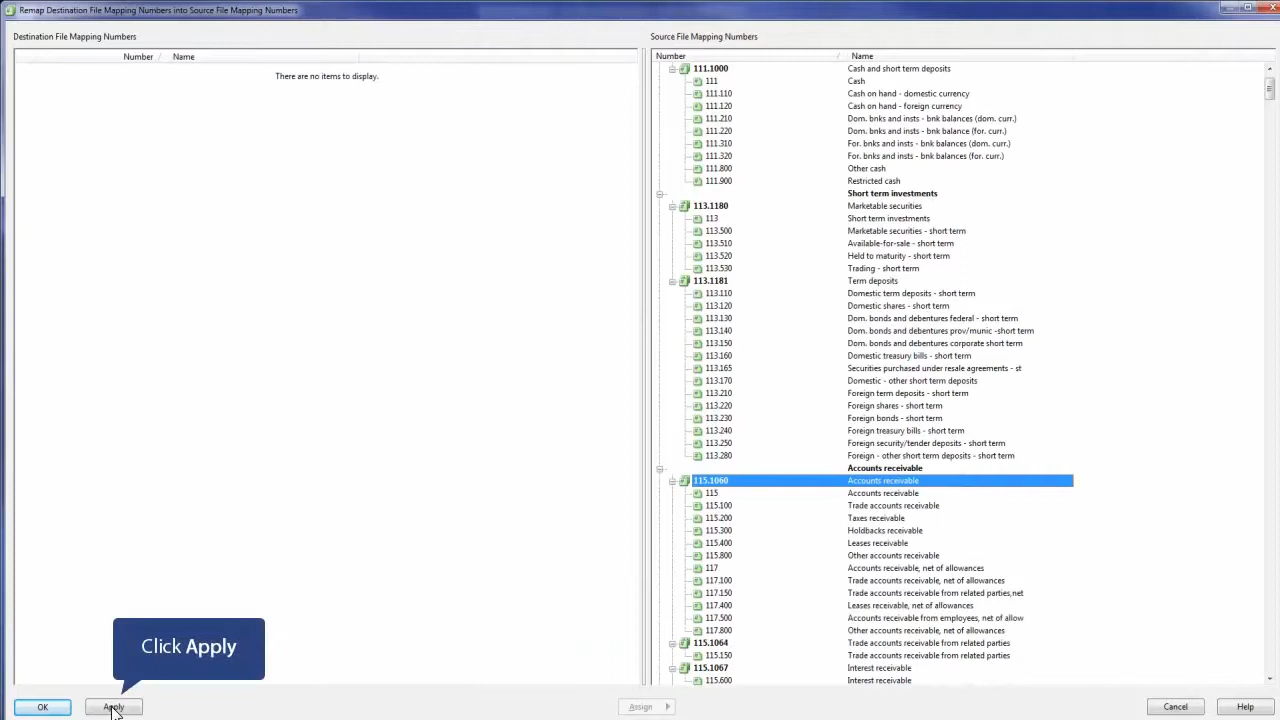 Remap Destination File Mapping Numbers into Source File Mapping Numbers
Destination File Mapping Numbers
Number / Name
There are no items to display.
Source File Mapping Numbers
Number / Name
111.1000 Cash and short term deposits
111 Cash
111.110 Cash on hand - domestic currency
111.120 Cash on hand - foreign currency
111.210 Dom. bnks and insts - bnk balances (dom. curr.)
111.220 Dom. bnks and insts - bnk balance (for. curr.)
111.310 For. bnks and insts - bnk balances (dom. curr.)
111.320 For. bnks and insts - bnk balances (for. curr.)
111.800 Other cash
111.900 Restricted cash
Short term investments
113.1180 Marketable securities
113 Short term investments
113.500 Marketable securities - short term
113.510 Available-for-sale - short term
113.520 Held to maturity - short term
113.530 Trading - short term
113.1181 Term deposits
113.110 Domestic term deposits - short term
113.120 Domestic shares - short term
113.130 Dom. bonds and debentures federal - short term
113.140 Dom. bonds and debentures prov/munic -short term
113.150 Dom. bonds and debentures corporate short term
113.160 Domestic treasury bills - short term
113.165 Securities purchased under resale agreements - st
113.170 Domestic - other short term deposits
113.210 Foreign term deposits - short term
113.220 Foreign shares - short term
113.230 Foreign bonds - short term
113.240 Foreign treasury bills - short term
113.250 Foreign security/tender deposits - short term
113.280 Foreign - other short term deposits - short term
Accounts receivable
115.1060 Accounts receivable
115 Accounts receivable
115.100 Trade accounts receivable
115.200 Taxes receivable
115.300 Holdbacks receivable
115.400 Leases receivable
115.800 Other accounts receivable
117 Accounts receivable, net of allowances
117.100 Trade accounts receivable, net of allowances
117.150 Trade accounts receivable from related parties,net
117.400 Leases receivable, net of allowances
117.500 Accounts receivable from employees, net of allow
117.800 Other accounts receivable, net of allowances
115.1064 Trade accounts receivable from related parties
115.150 Trade accounts receivable from related parties
115.1067 Interest receivable
115.600 Interest receivable
Click Apply
OK Apply Assign Cancel Help